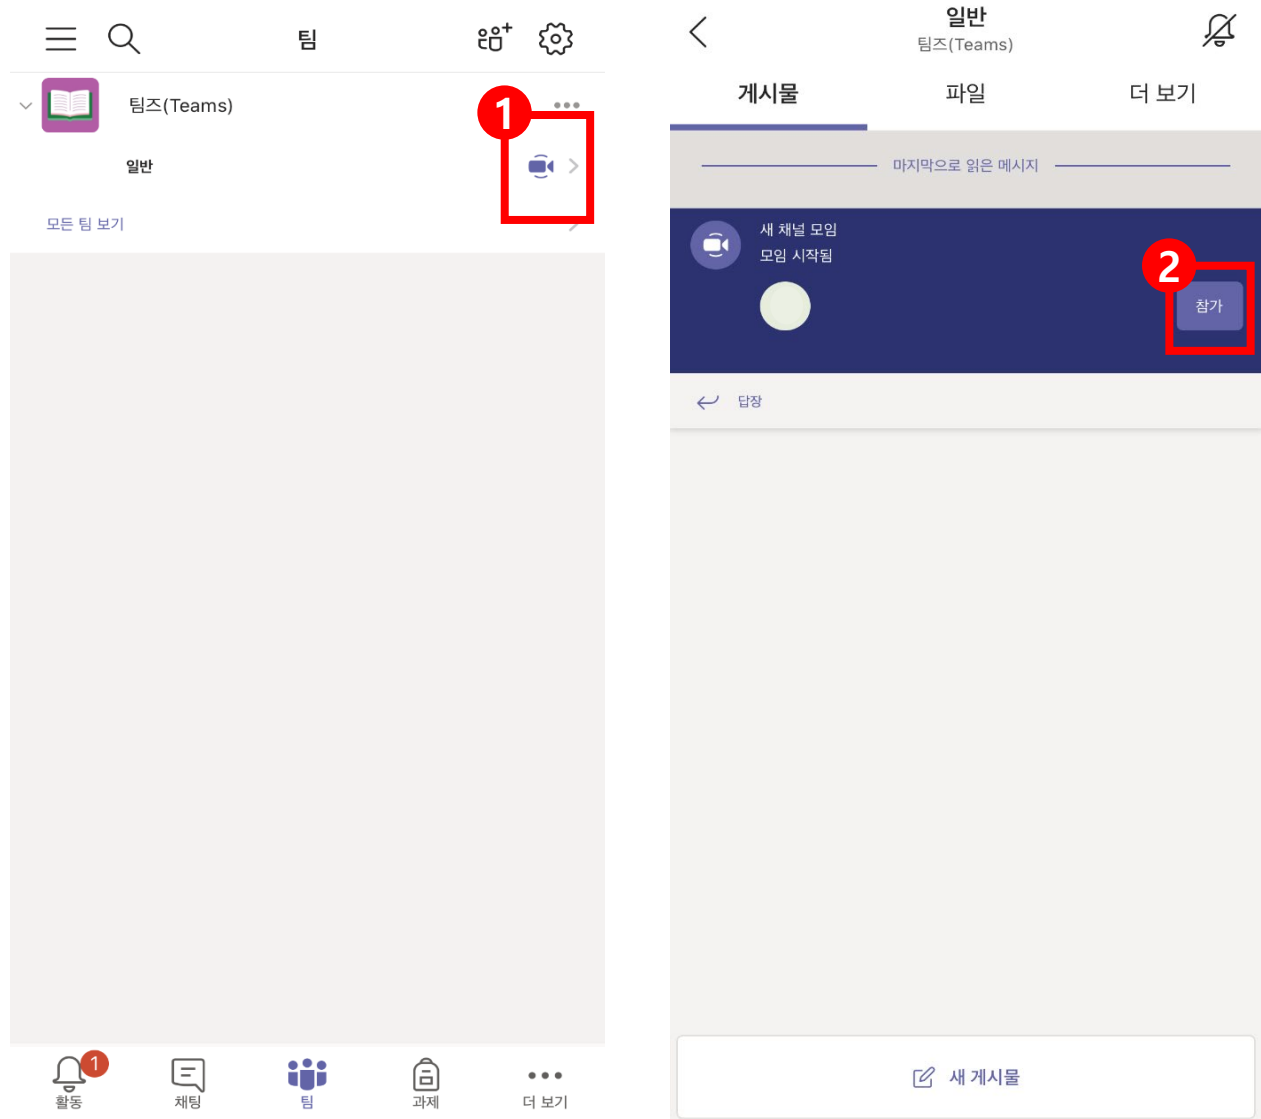 팀
팀즈(Teams)
1
일반
모든 팀 보기
1
활동
채팅
팀
과제
더 보기
일반
팀즈(Teams)
게시물
파일
더 보기
마지막으로 읽은 메시지
새 채널 모임
모임 시작됨
2
참가
답장
새 게시물